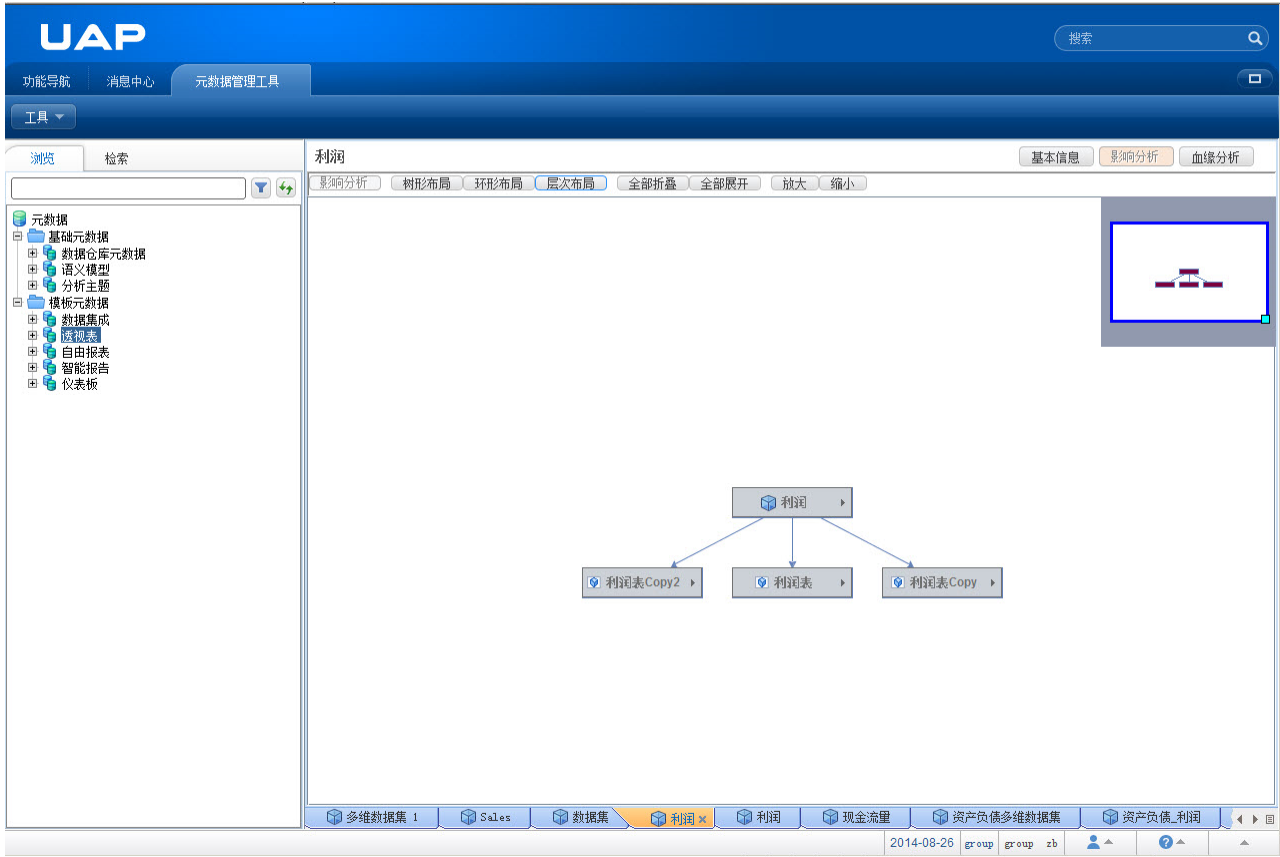 UAP
搜索
功能导航 消息中心 元数据管理工具
工具
浏览 检索
利润
基本信息 影响分析 血缘分析
影响分析 树形布局 环形布局 层次布局 全部折叠 全部展开 放大 缩小
元数据
基础元数据
数据仓库元数据
语义模型
分析主题
模板元数据
数据集成
透视表
自由报表
智能报告
仪表板
利润
利润表Copy2 利润表 利润表Copy
多维数据集 1 Sales 数据集 利润 利润 现金流量 资产负债多维数据集 资产负债_利润
2014-08-26 group group zb